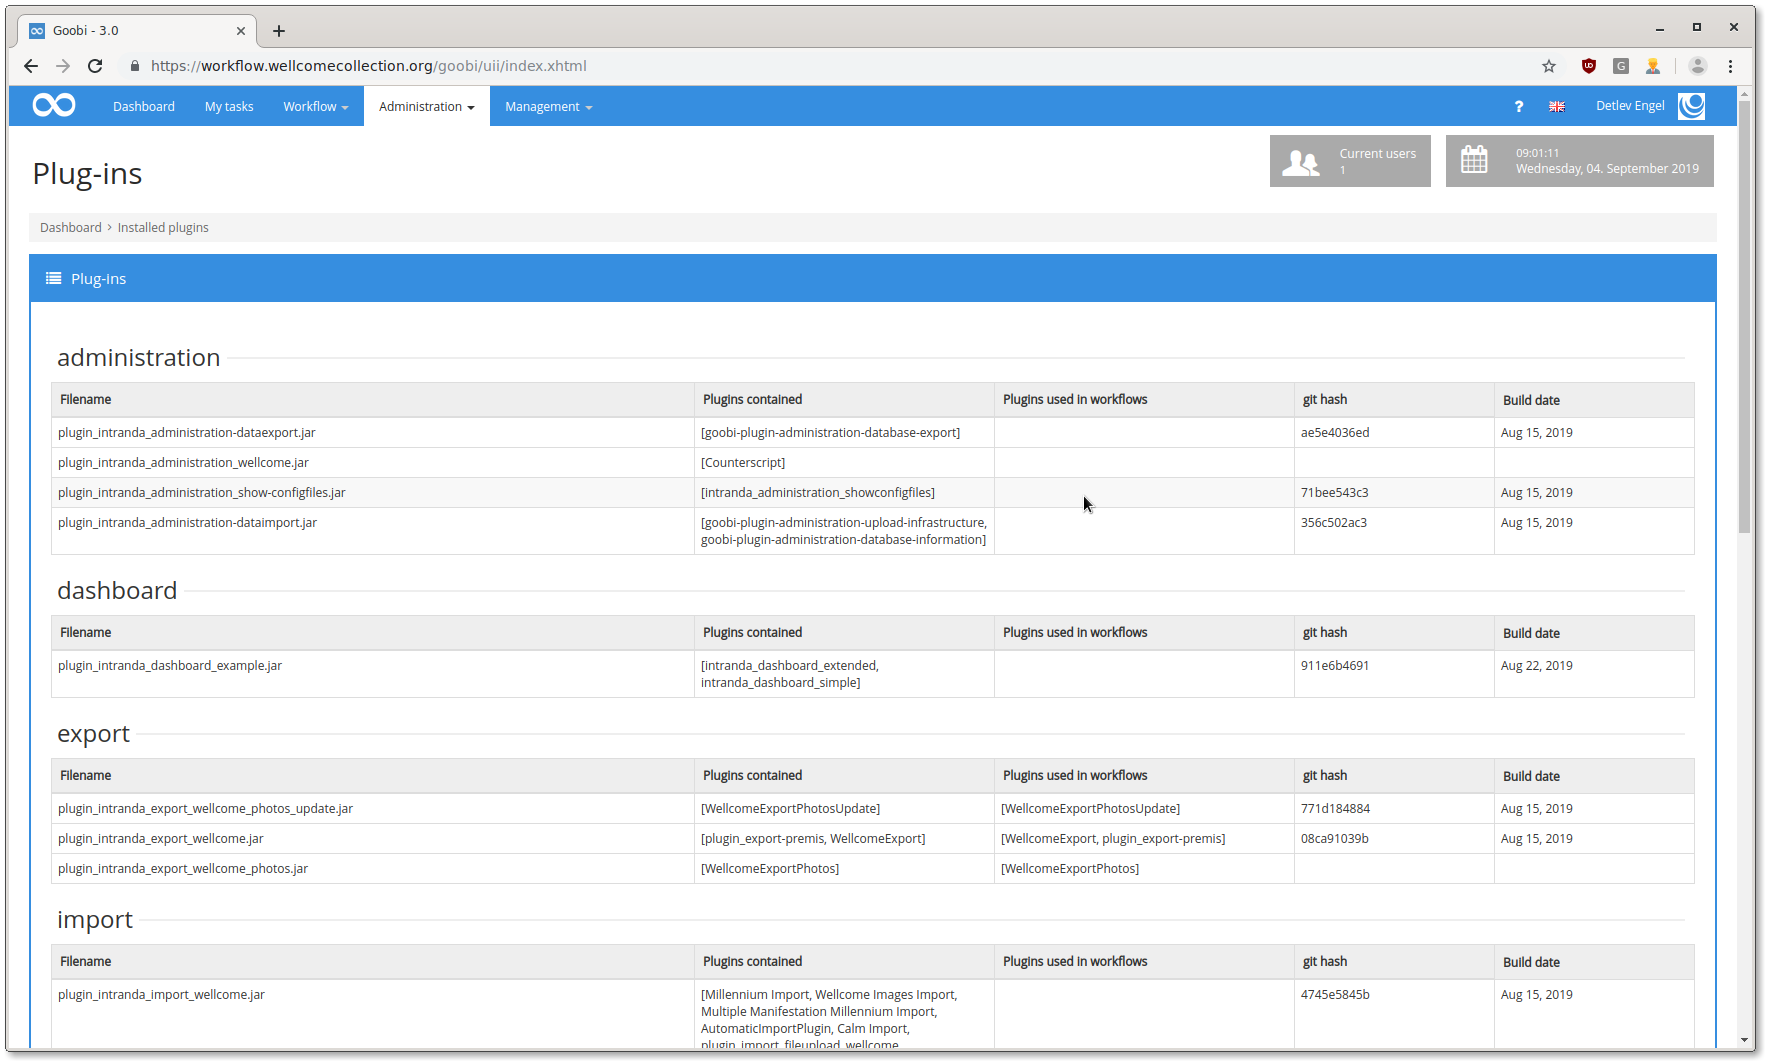 Goobi - 3.0
https://workflow.wellcomecollection.org/goobi/uii/index.xhtml
Dashboard My tasks Workflow Administration Management ? Detlev Engel
Plug-ins
Current users
1
09:01:11
Wednesday, 04. September 2019
Dashboard › Installed plugins
Plug-ins
administration
Filename Plugins contained Plugins used in workflows git hash Build date
plugin_intranda_administration-dataexport.jar [goobi-plugin-administration-database-export] ae5e4036ed Aug 15, 2019
plugin_intranda_administration_wellcome.jar [Counterscript]
plugin_intranda_administration_show-configfiles.jar [intranda_administration_showconfigfiles] 71bee543c3 Aug 15, 2019
plugin_intranda_administration-dataimport.jar [goobi-plugin-administration-upload-infrastructure, 356c502ac3 Aug 15, 2019
goobi-plugin-administration-database-information]
dashboard
Filename Plugins contained Plugins used in workflows git hash Build date
plugin_intranda_dashboard_example.jar [intranda_dashboard_extended, 911e6b4691 Aug 22, 2019
intranda_dashboard_simple]
export
Filename Plugins contained Plugins used in workflows git hash Build date
plugin_intranda_export_wellcome_photos_update.jar [WellcomeExportPhotosUpdate] [WellcomeExportPhotosUpdate] 771d184884 Aug 15, 2019
plugin_intranda_export_wellcome.jar [plugin_export-premis, WellcomeExport] [WellcomeExport, plugin_export-premis] 08ca91039b Aug 15, 2019
plugin_intranda_export_wellcome_photos.jar [WellcomeExportPhotos] [WellcomeExportPhotos]
import
Filename Plugins contained Plugins used in workflows git hash Build date
plugin_intranda_import_wellcome.jar [Millennium Import, Wellcome Images Import, 4745e5845b Aug 15, 2019
Multiple Manifestation Millennium Import,
AutomaticImportPlugin, Calm Import,
plugin_import_fileupload_wellcome